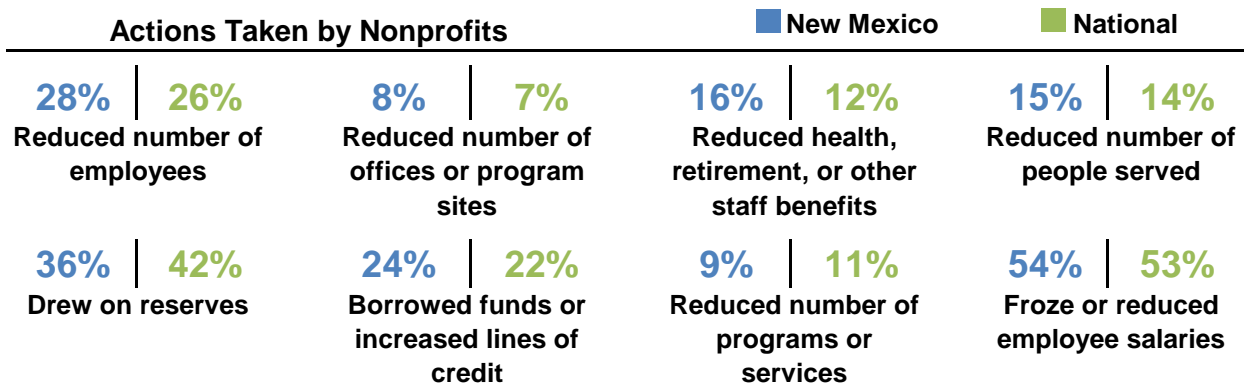 Actions Taken by Nonprofits
New Mexico
National
28% 26%
Reduced number of
employees
8% 7%
Reduced number of
offices or program
sites
16% 12%
Reduced health,
retirement, or other
staff benefits
15% 14%
Reduced number of
people served
36% 42%
Drew on reserves
24% 22%
Borrowed funds or
increased lines of
credit
9% 11%
Reduced number of
programs or
services
54% 53%
Froze or reduced
employee salaries